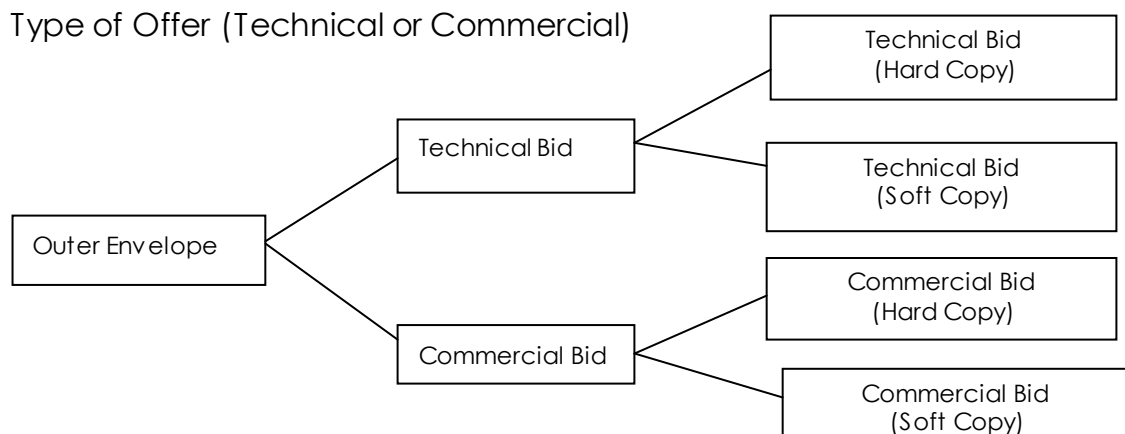 Type of Offer (Technical or Commercial)
Technical Bid
(Hard Copy)
Technical Bid
Technical Bid
(Soft Copy)
Outer Envelope
Commercial Bid
(Hard Copy)
Commercial Bid
Commercial Bid
(Soft Copy)